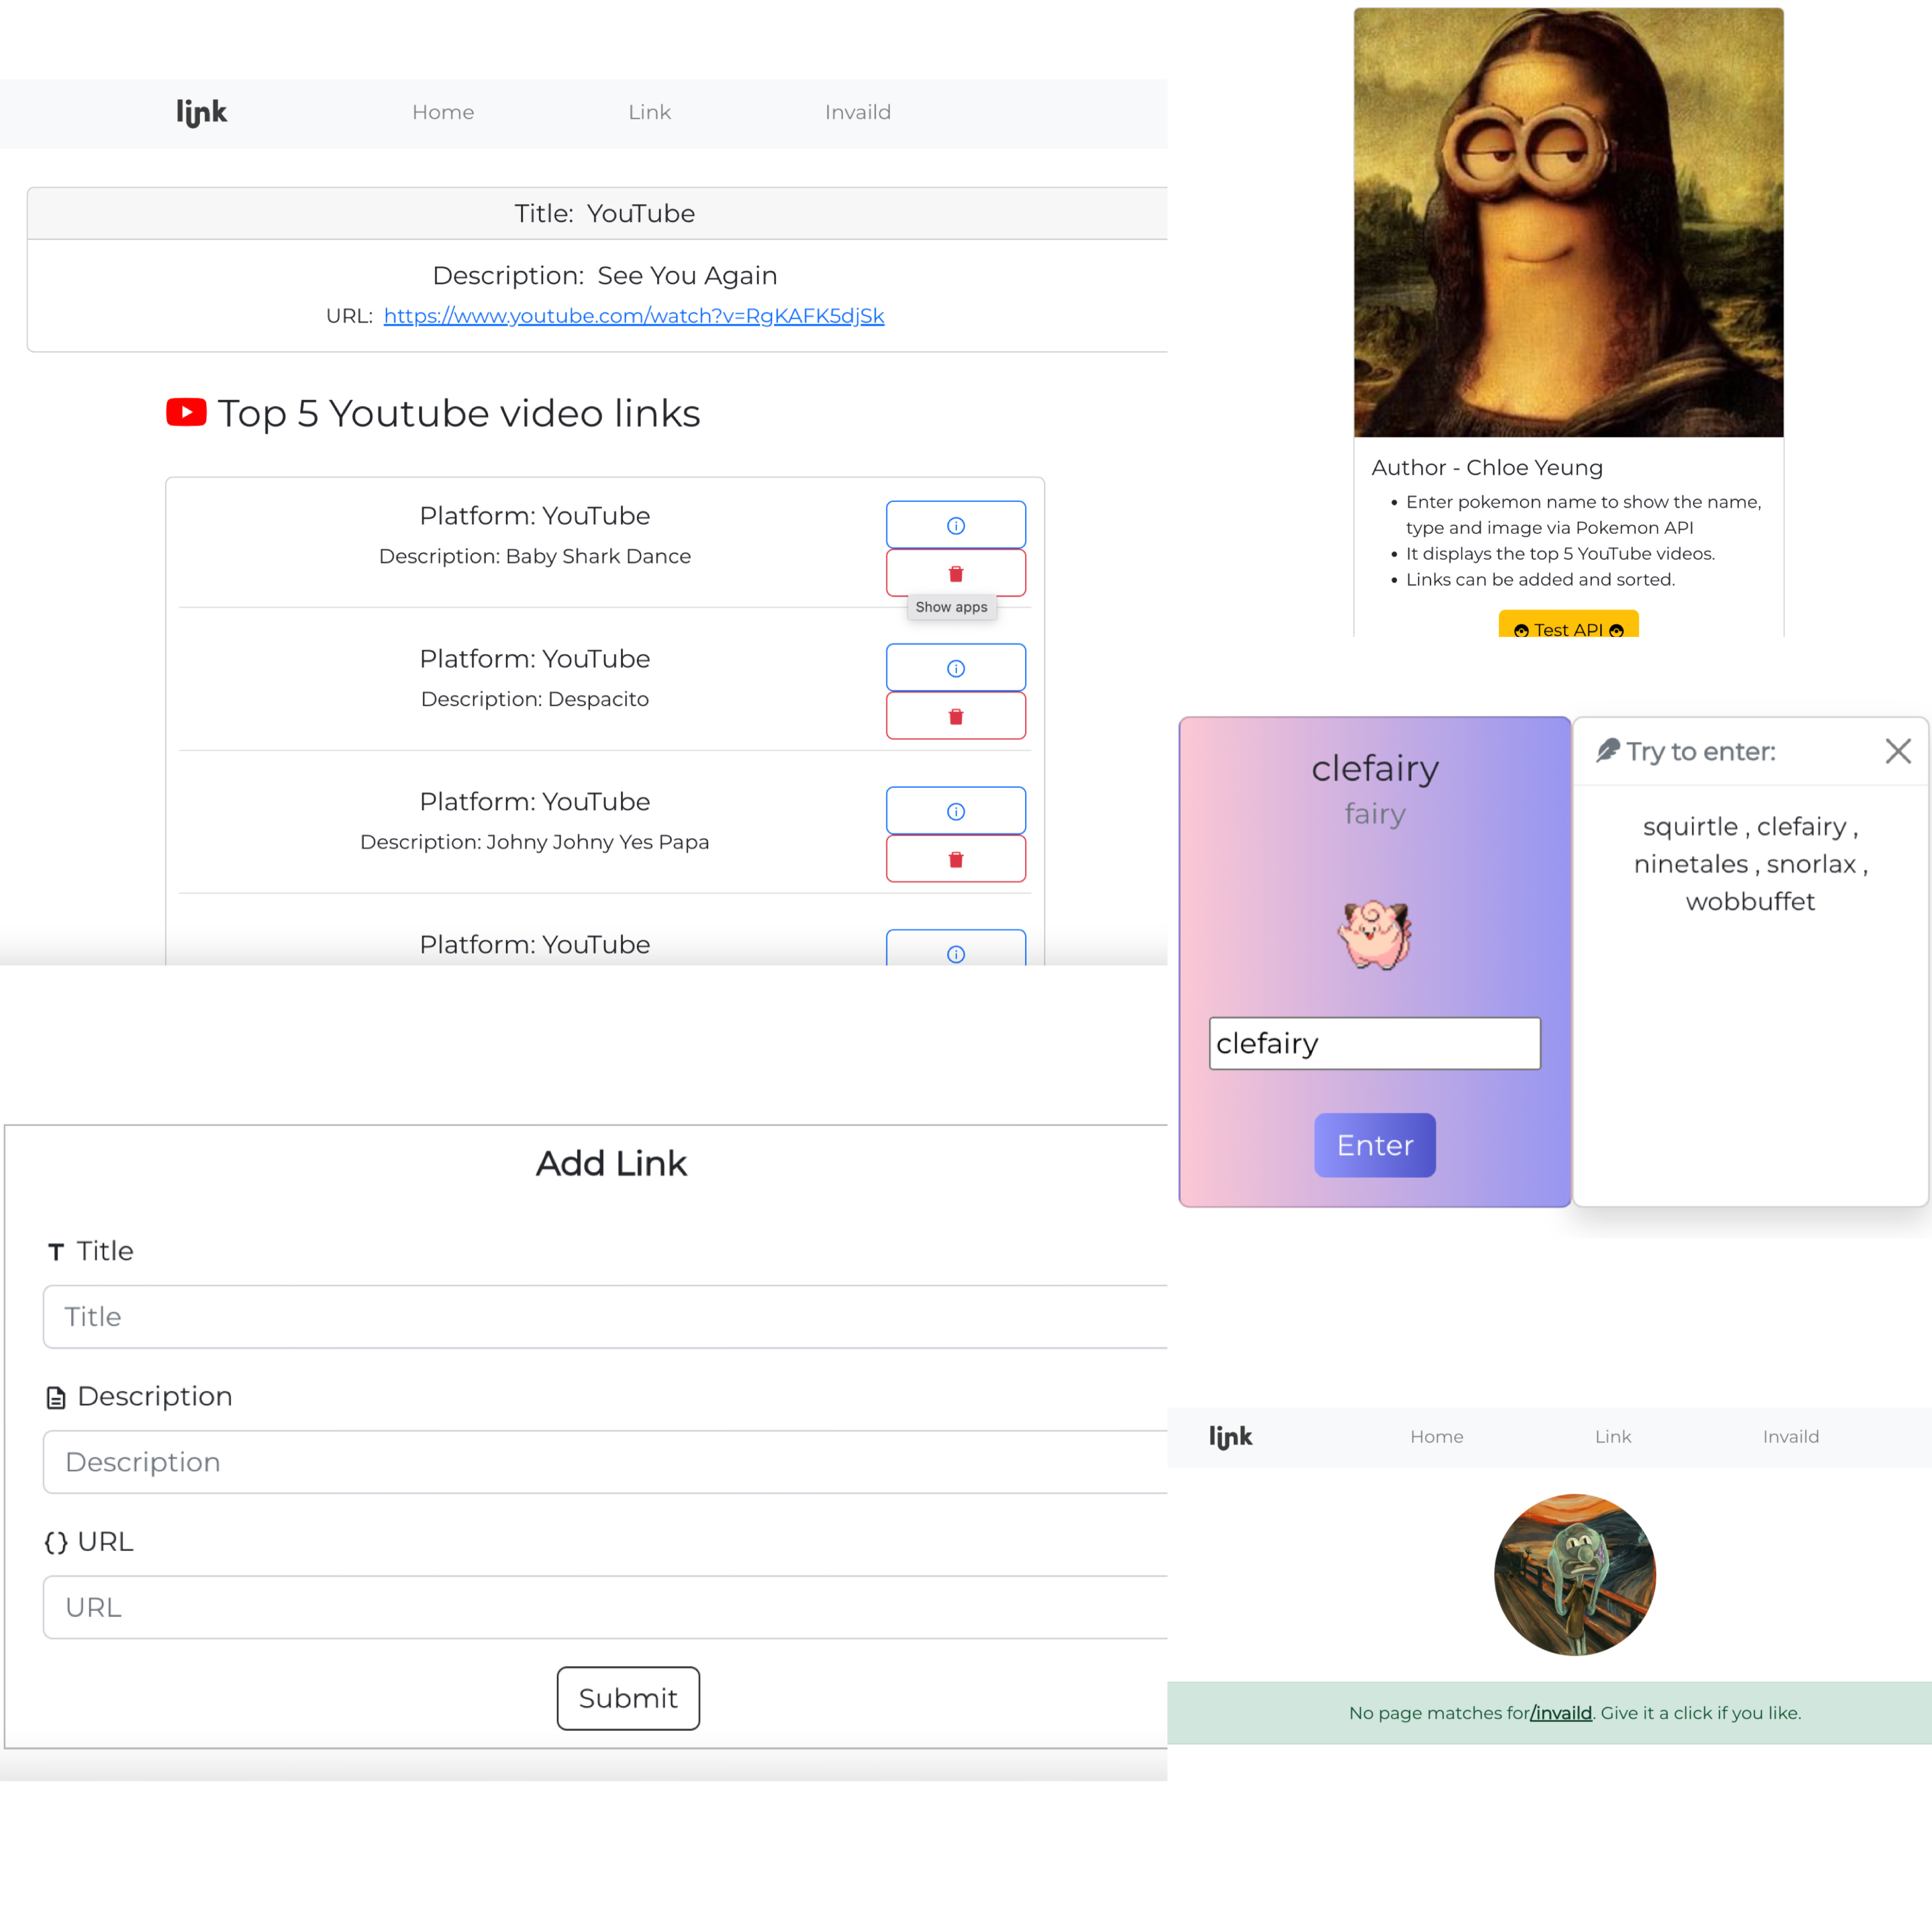 link
Home
Link
Invaild
Title: YouTube
Description: See You Again
URL: https://www.youtube.com/watch?v=RgKAFK5djSk
Top 5 Youtube video links
Platform: YouTube
Description: Baby Shark Dance
Show apps
Platform: YouTube
Description: Despacito
Platform: YouTube
Description: Johny Johny Yes Papa
Platform: YouTube
Add Link
T Title
Title
Description
Description
{} URL
URL
Submit
Author - Chloe Yeung
• Enter pokemon name to show the name,
type and image via Pokemon API
• It displays the top 5 YouTube videos.
• Links can be added and sorted.
Test API
clefairy
fairy
clefairy
Enter
Try to enter:
squirtle , clefairy ,
ninetales , snorlax ,
wobbuffet
link
Home
Link
Invaild
No page matches for/invaild. Give it a click if you like.